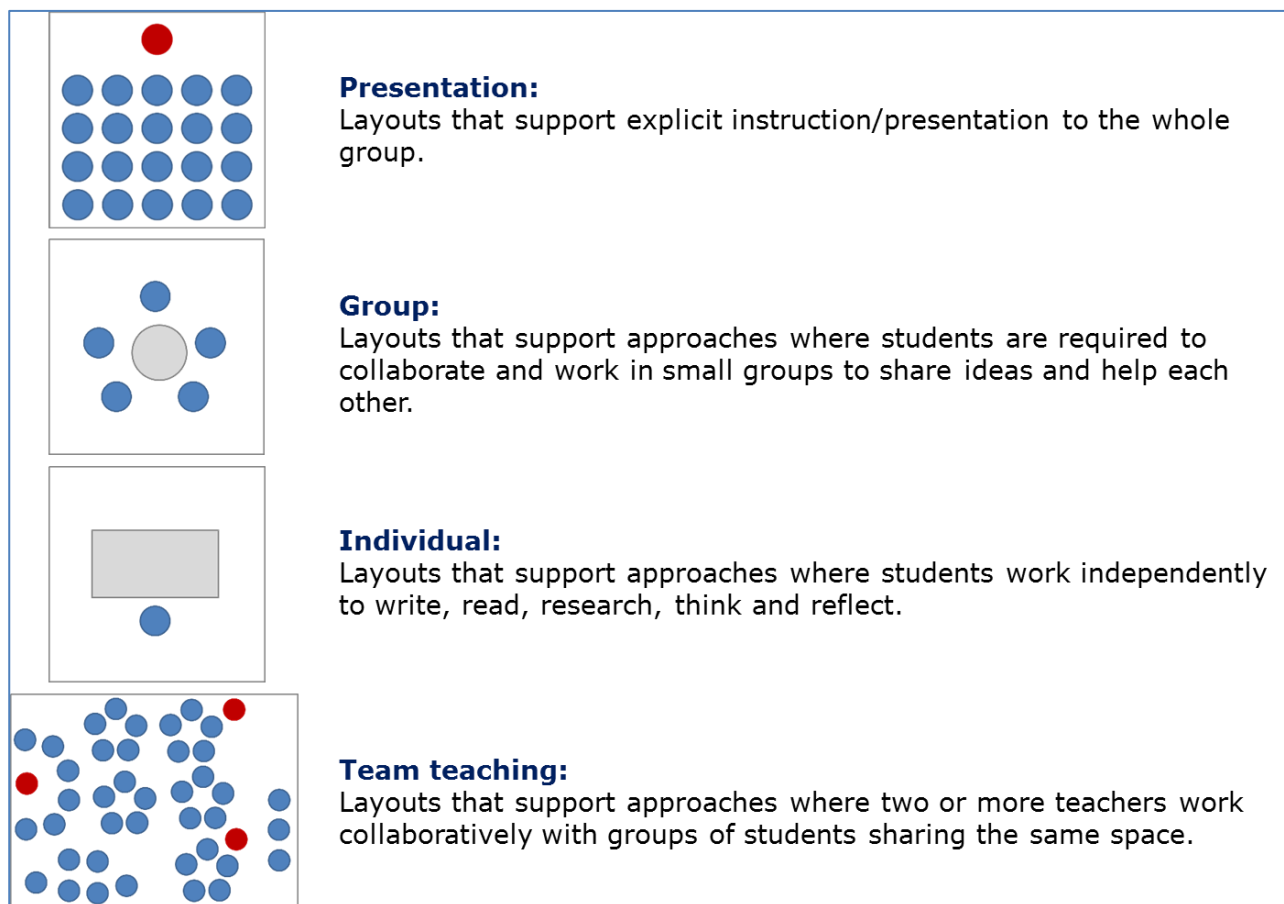 Presentation:
Layouts that support explicit instruction/presentation to the whole
group.
Group:
Layouts that support approaches where students are required to
collaborate and work in small groups to share ideas and help each
other.
Individual:
Layouts that support approaches where students work independently
to write, read, research, think and reflect.
Team teaching:
Layouts that support approaches where two or more teachers work
collaboratively with groups of students sharing the same space.